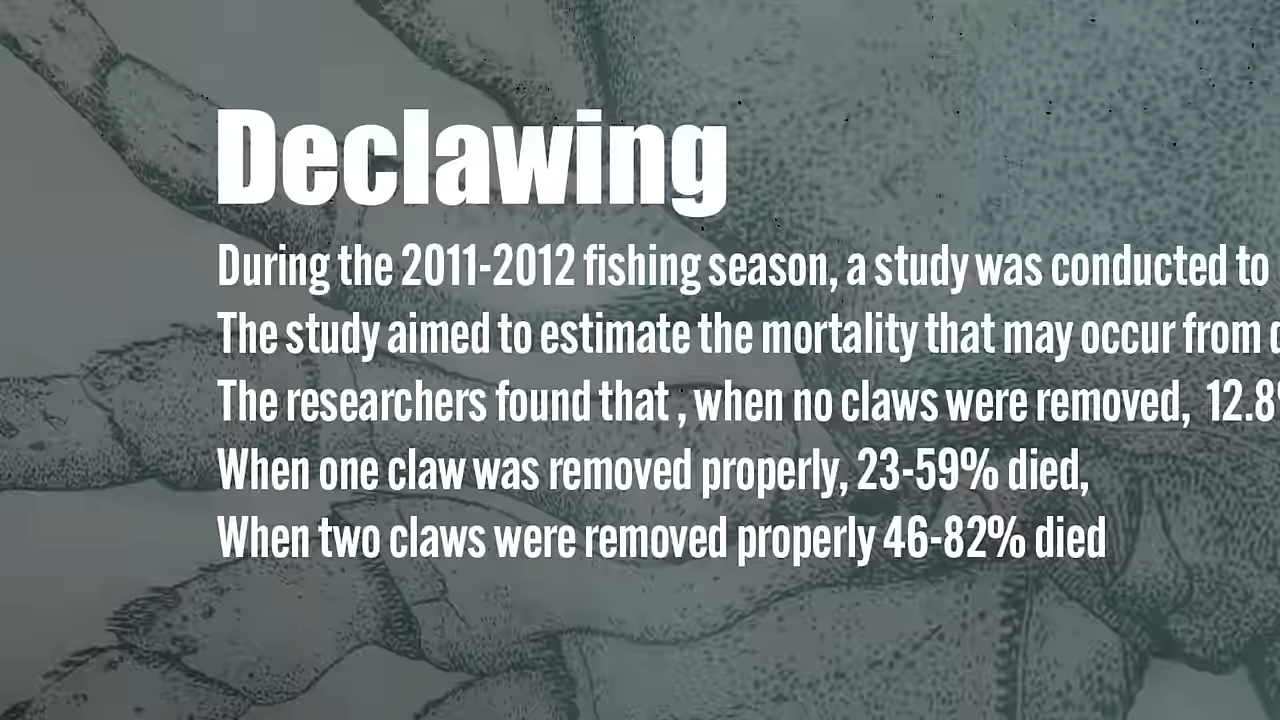 Declawing
During the 2011-2012 fishing season, a study was conducted to
The study aimed to estimate the mortality that may occur from
The researchers found that , when no claws were removed, 12.8
When one claw was removed properly, 23-59% died,
When two claws were removed properly 46-82% died